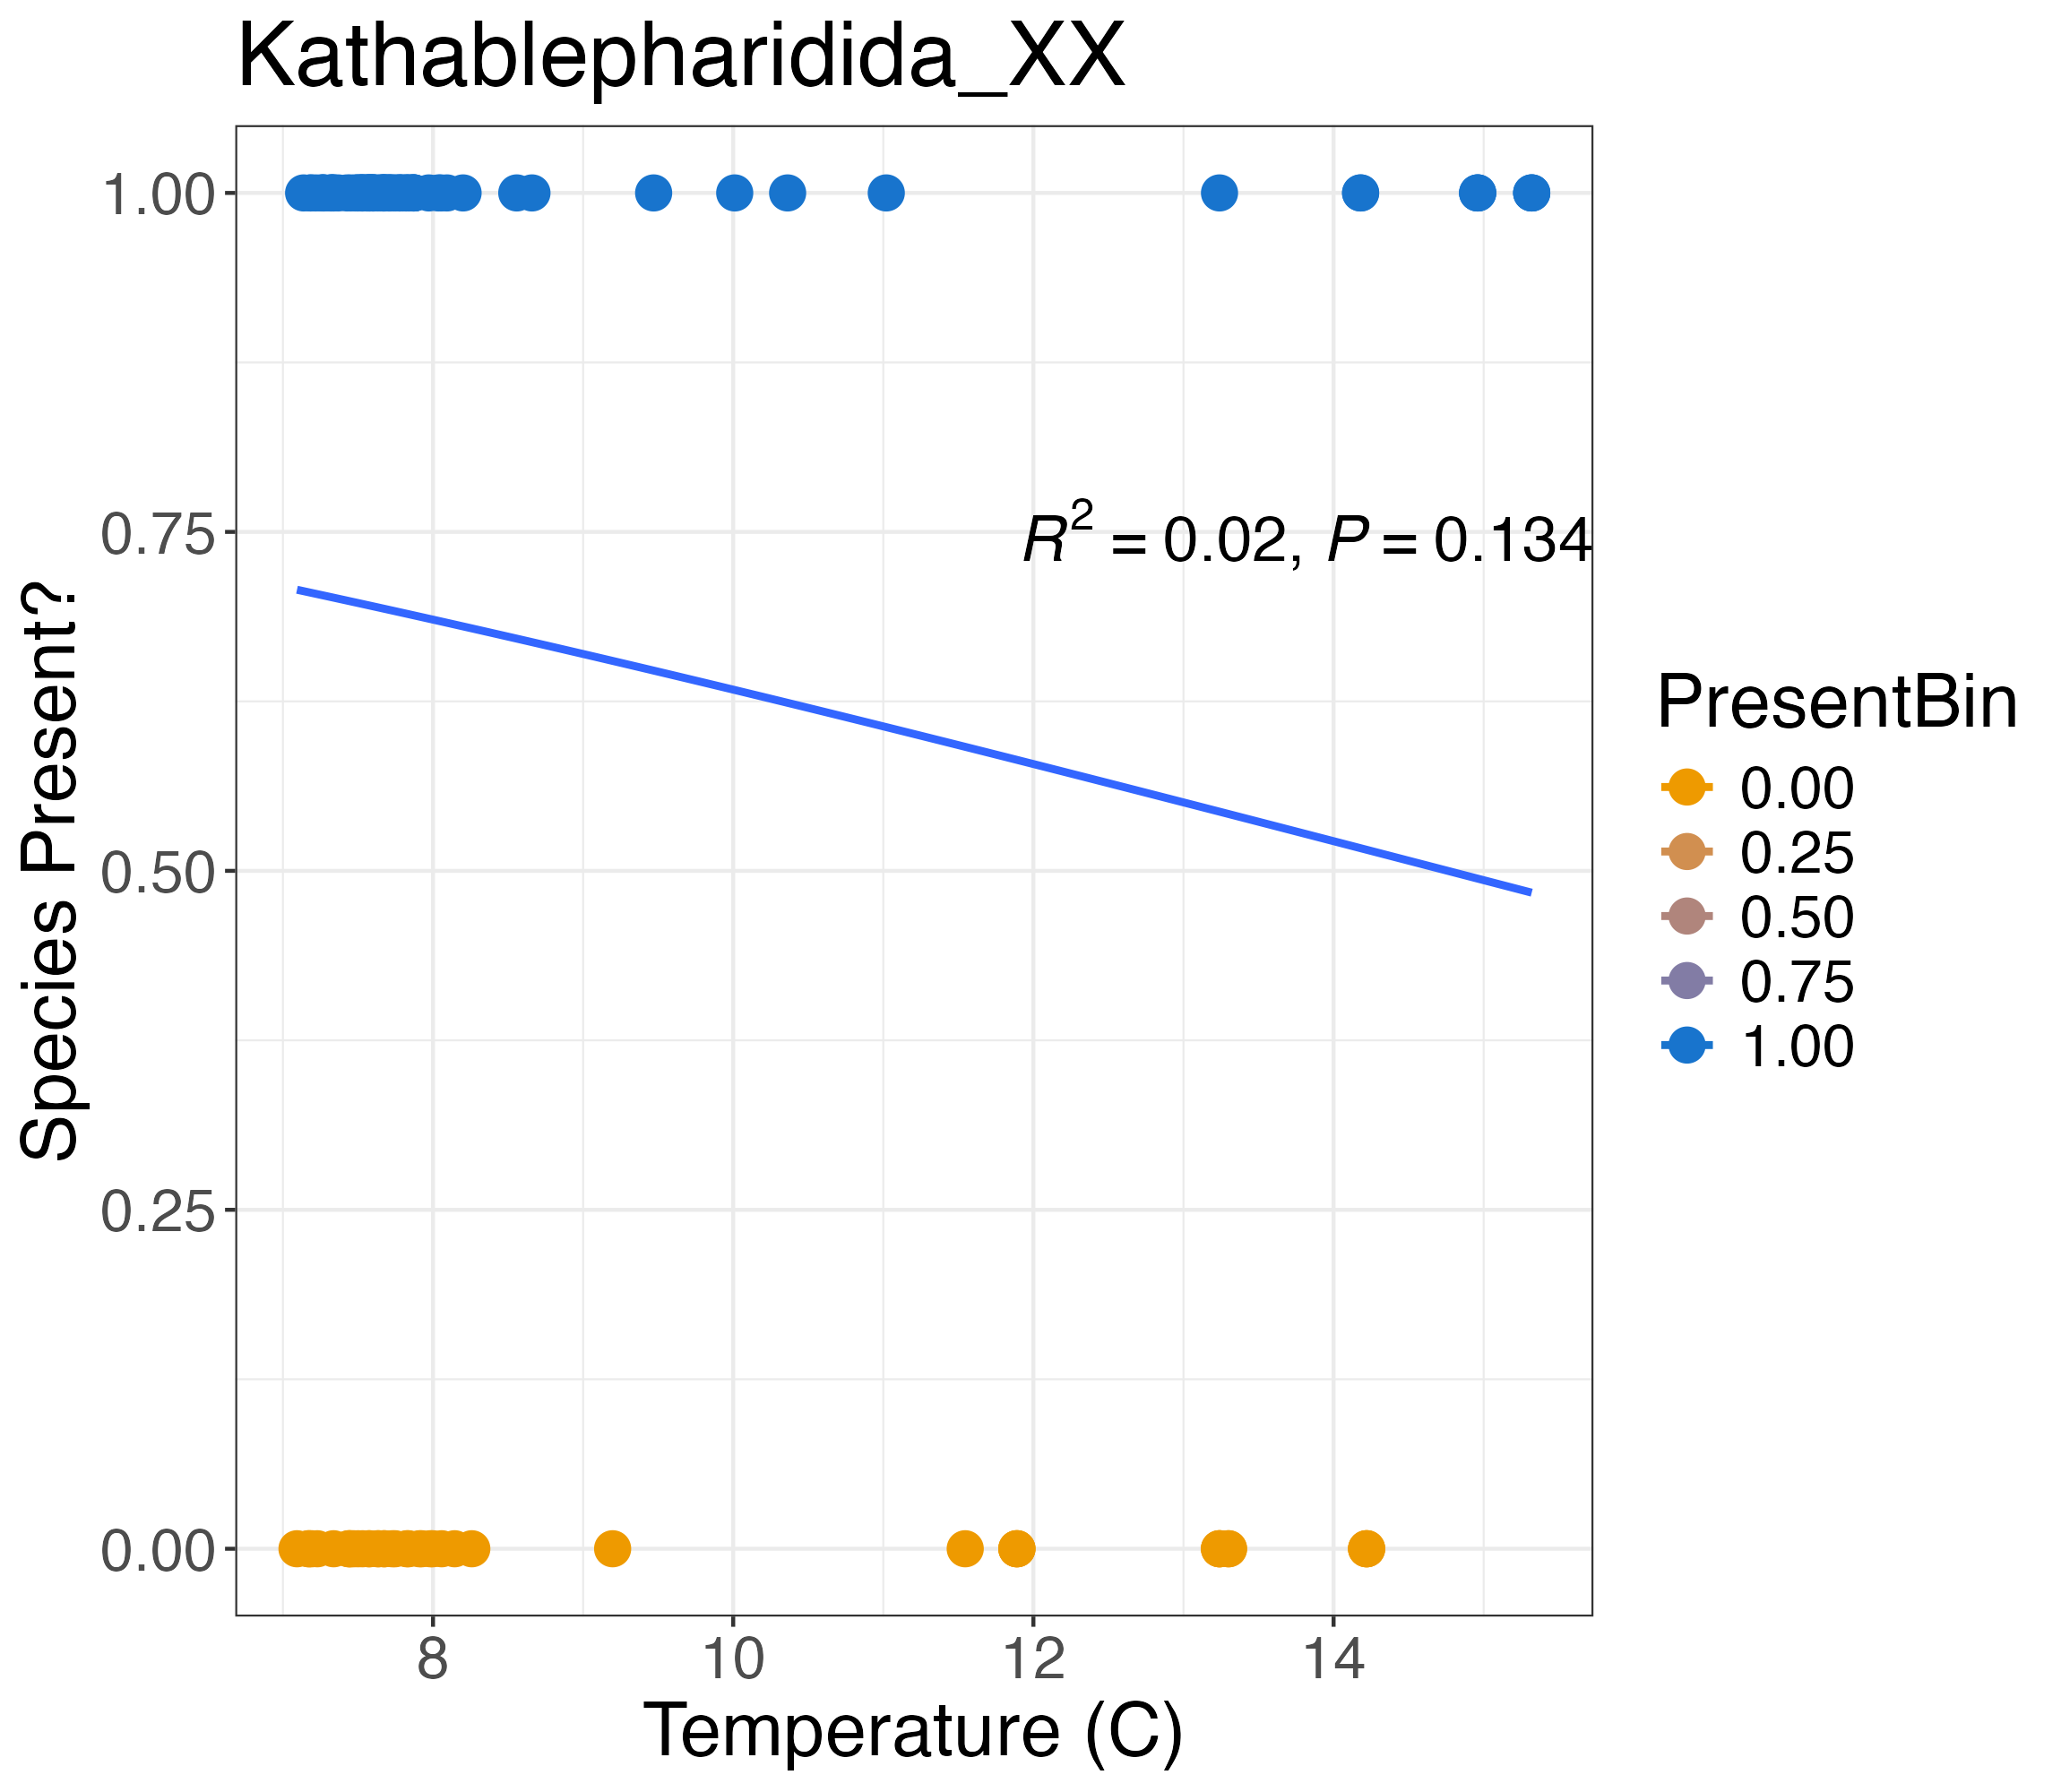 Kathablepharidida_XX
1.00
0.75
0.50
0.25
0.00
Species Present?
R² = 0.02, P = 0.134
8 10 12 14
Temperature (C)
PresentBin
0.00
0.25
0.50
0.75
1.00